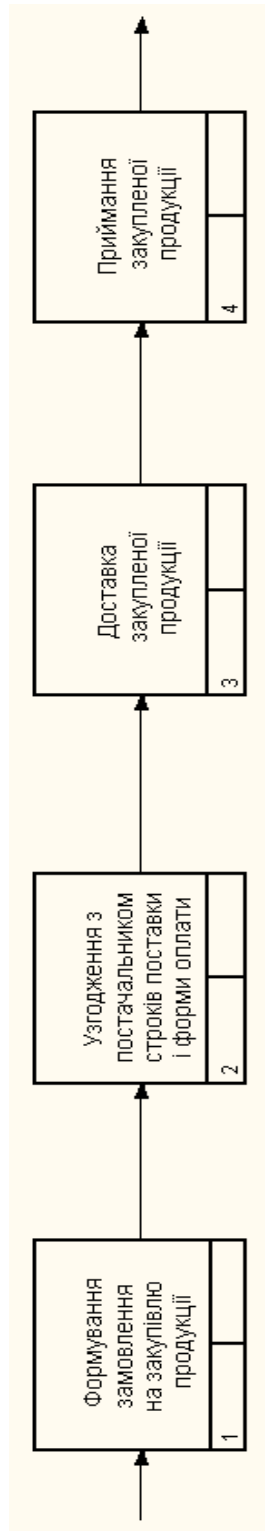 Формування
замовлення
на закупівлю
продукції
1
Узгодження з
постачальником
строків поставки
і форми оплати
2
Доставка
закупленої
продукції
3
Приймання
закупленої
продукції
4